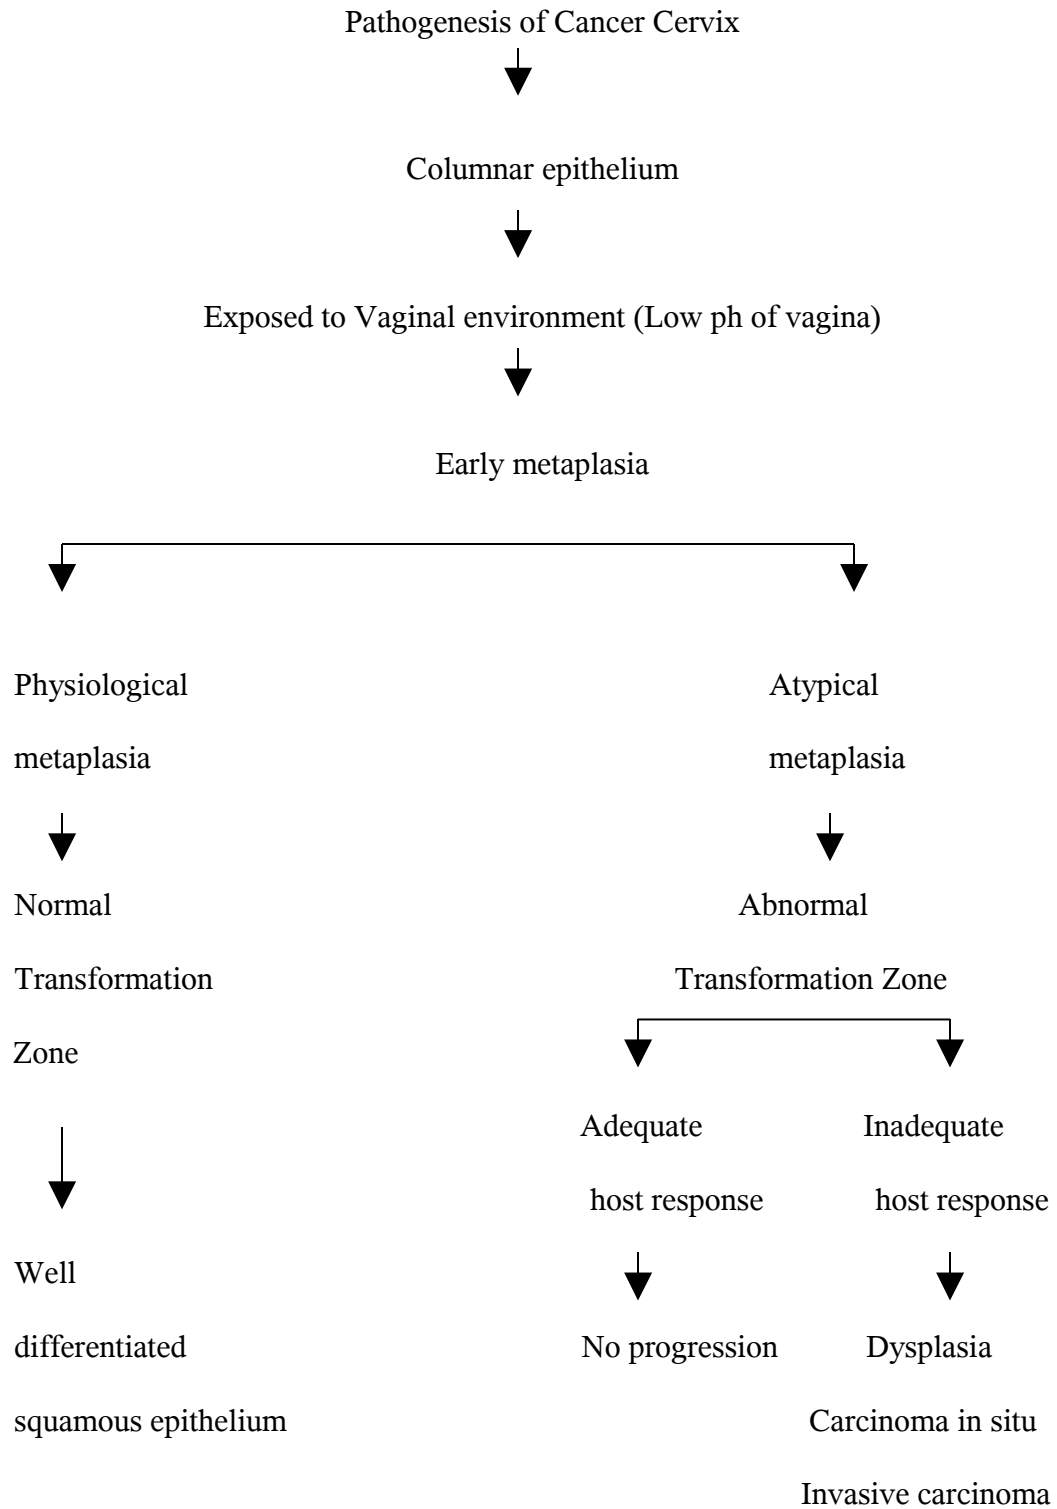 Pathogenesis of Cancer Cervix
Columnar epithelium
Exposed to Vaginal environment (Low ph of vagina)
Early metaplasia
Physiological
metaplasia
Normal
Transformation
Zone
Well
differentiated
squamous epithelium
Atypical
metaplasia
Abnormal
Transformation Zone
Adequate
host response
No progression
Inadequate
host response
Dysplasia
Carcinoma in situ
Invasive carcinoma